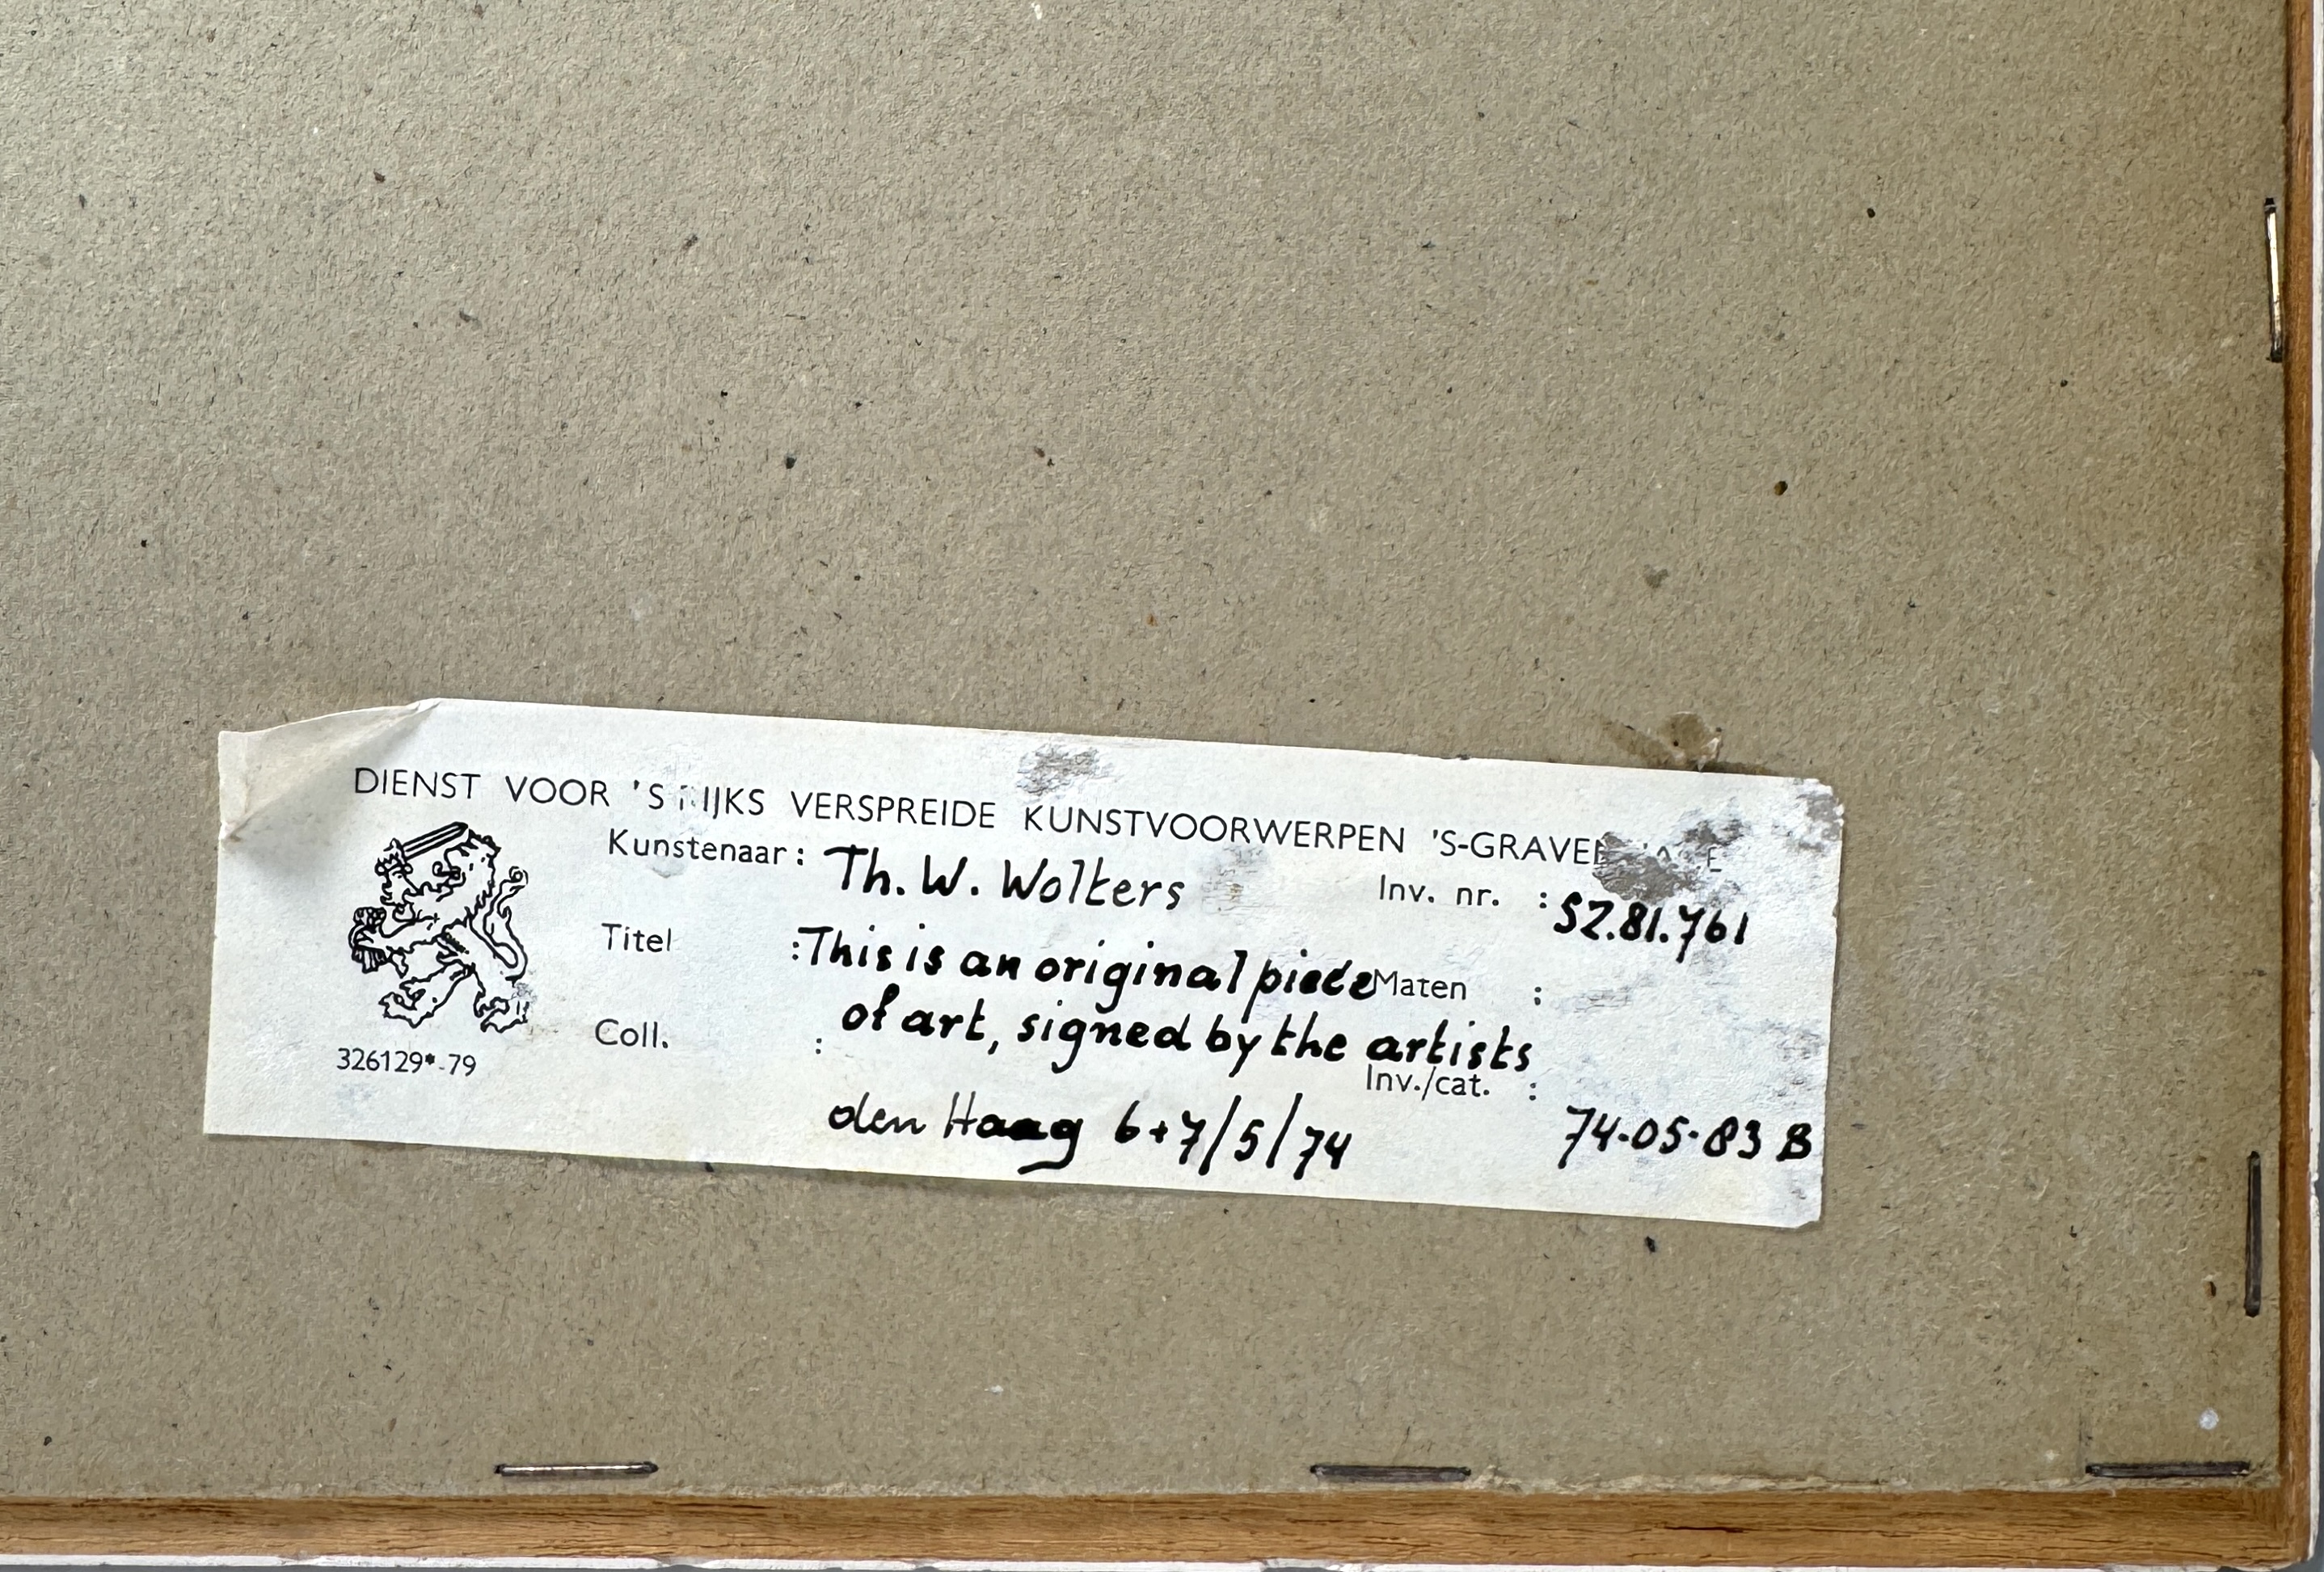 DIENST VOOR 'S RIJKS VERSPREIDE KUNSTVOORWERPEN
Kunstenaar: Th. W. Wolters
Inv. nr. : SZ.81.761
Titel : This is an original piece
Maten :
of art, signed by the artists
Coll. :
Inv./cat. :
326129*-79
den Haag 6+7/5/74
74-05-83 B